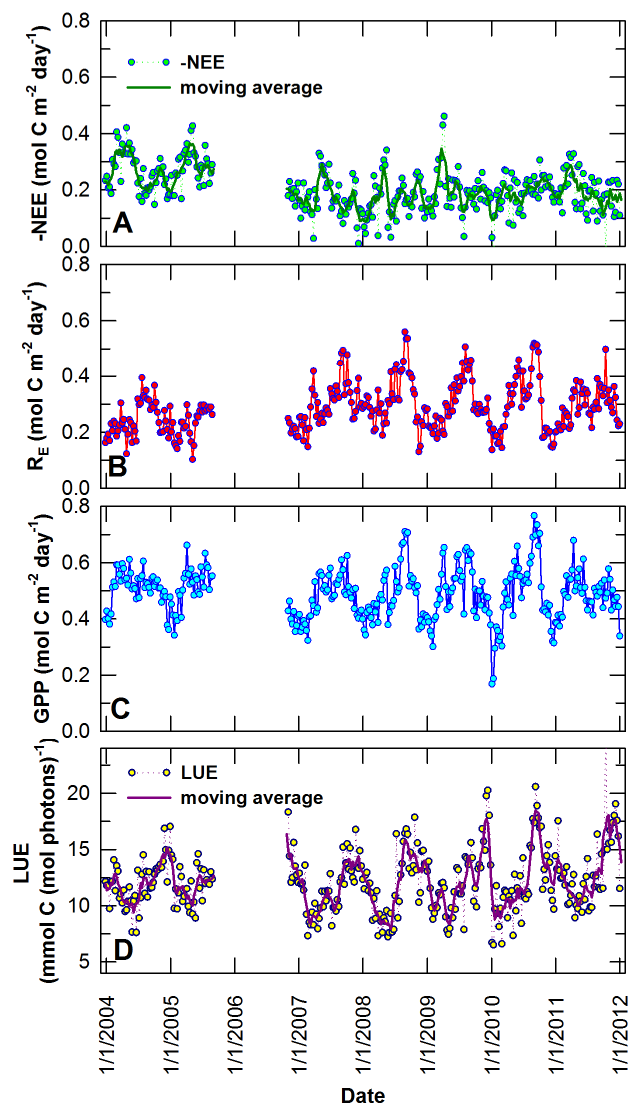 0.8
-NEE
0.6
moving average
0.4
0.2
A
0.0
-NEE (mol C m-2 day-1)
0.8
0.6
0.4
0.2
B
0.0
RE (mol C m-2 day-1)
0.8
0.6
0.4
0.2
C
0.0
GPP (mol C m-2 day-1)
LUE
20
moving average
15
10
5
D
LUE
(mmol C (mol photons)-1)
1/1/2004
1/1/2005
1/1/2006
1/1/2007
1/1/2008
1/1/2009
1/1/2010
1/1/2011
1/1/2012
Date